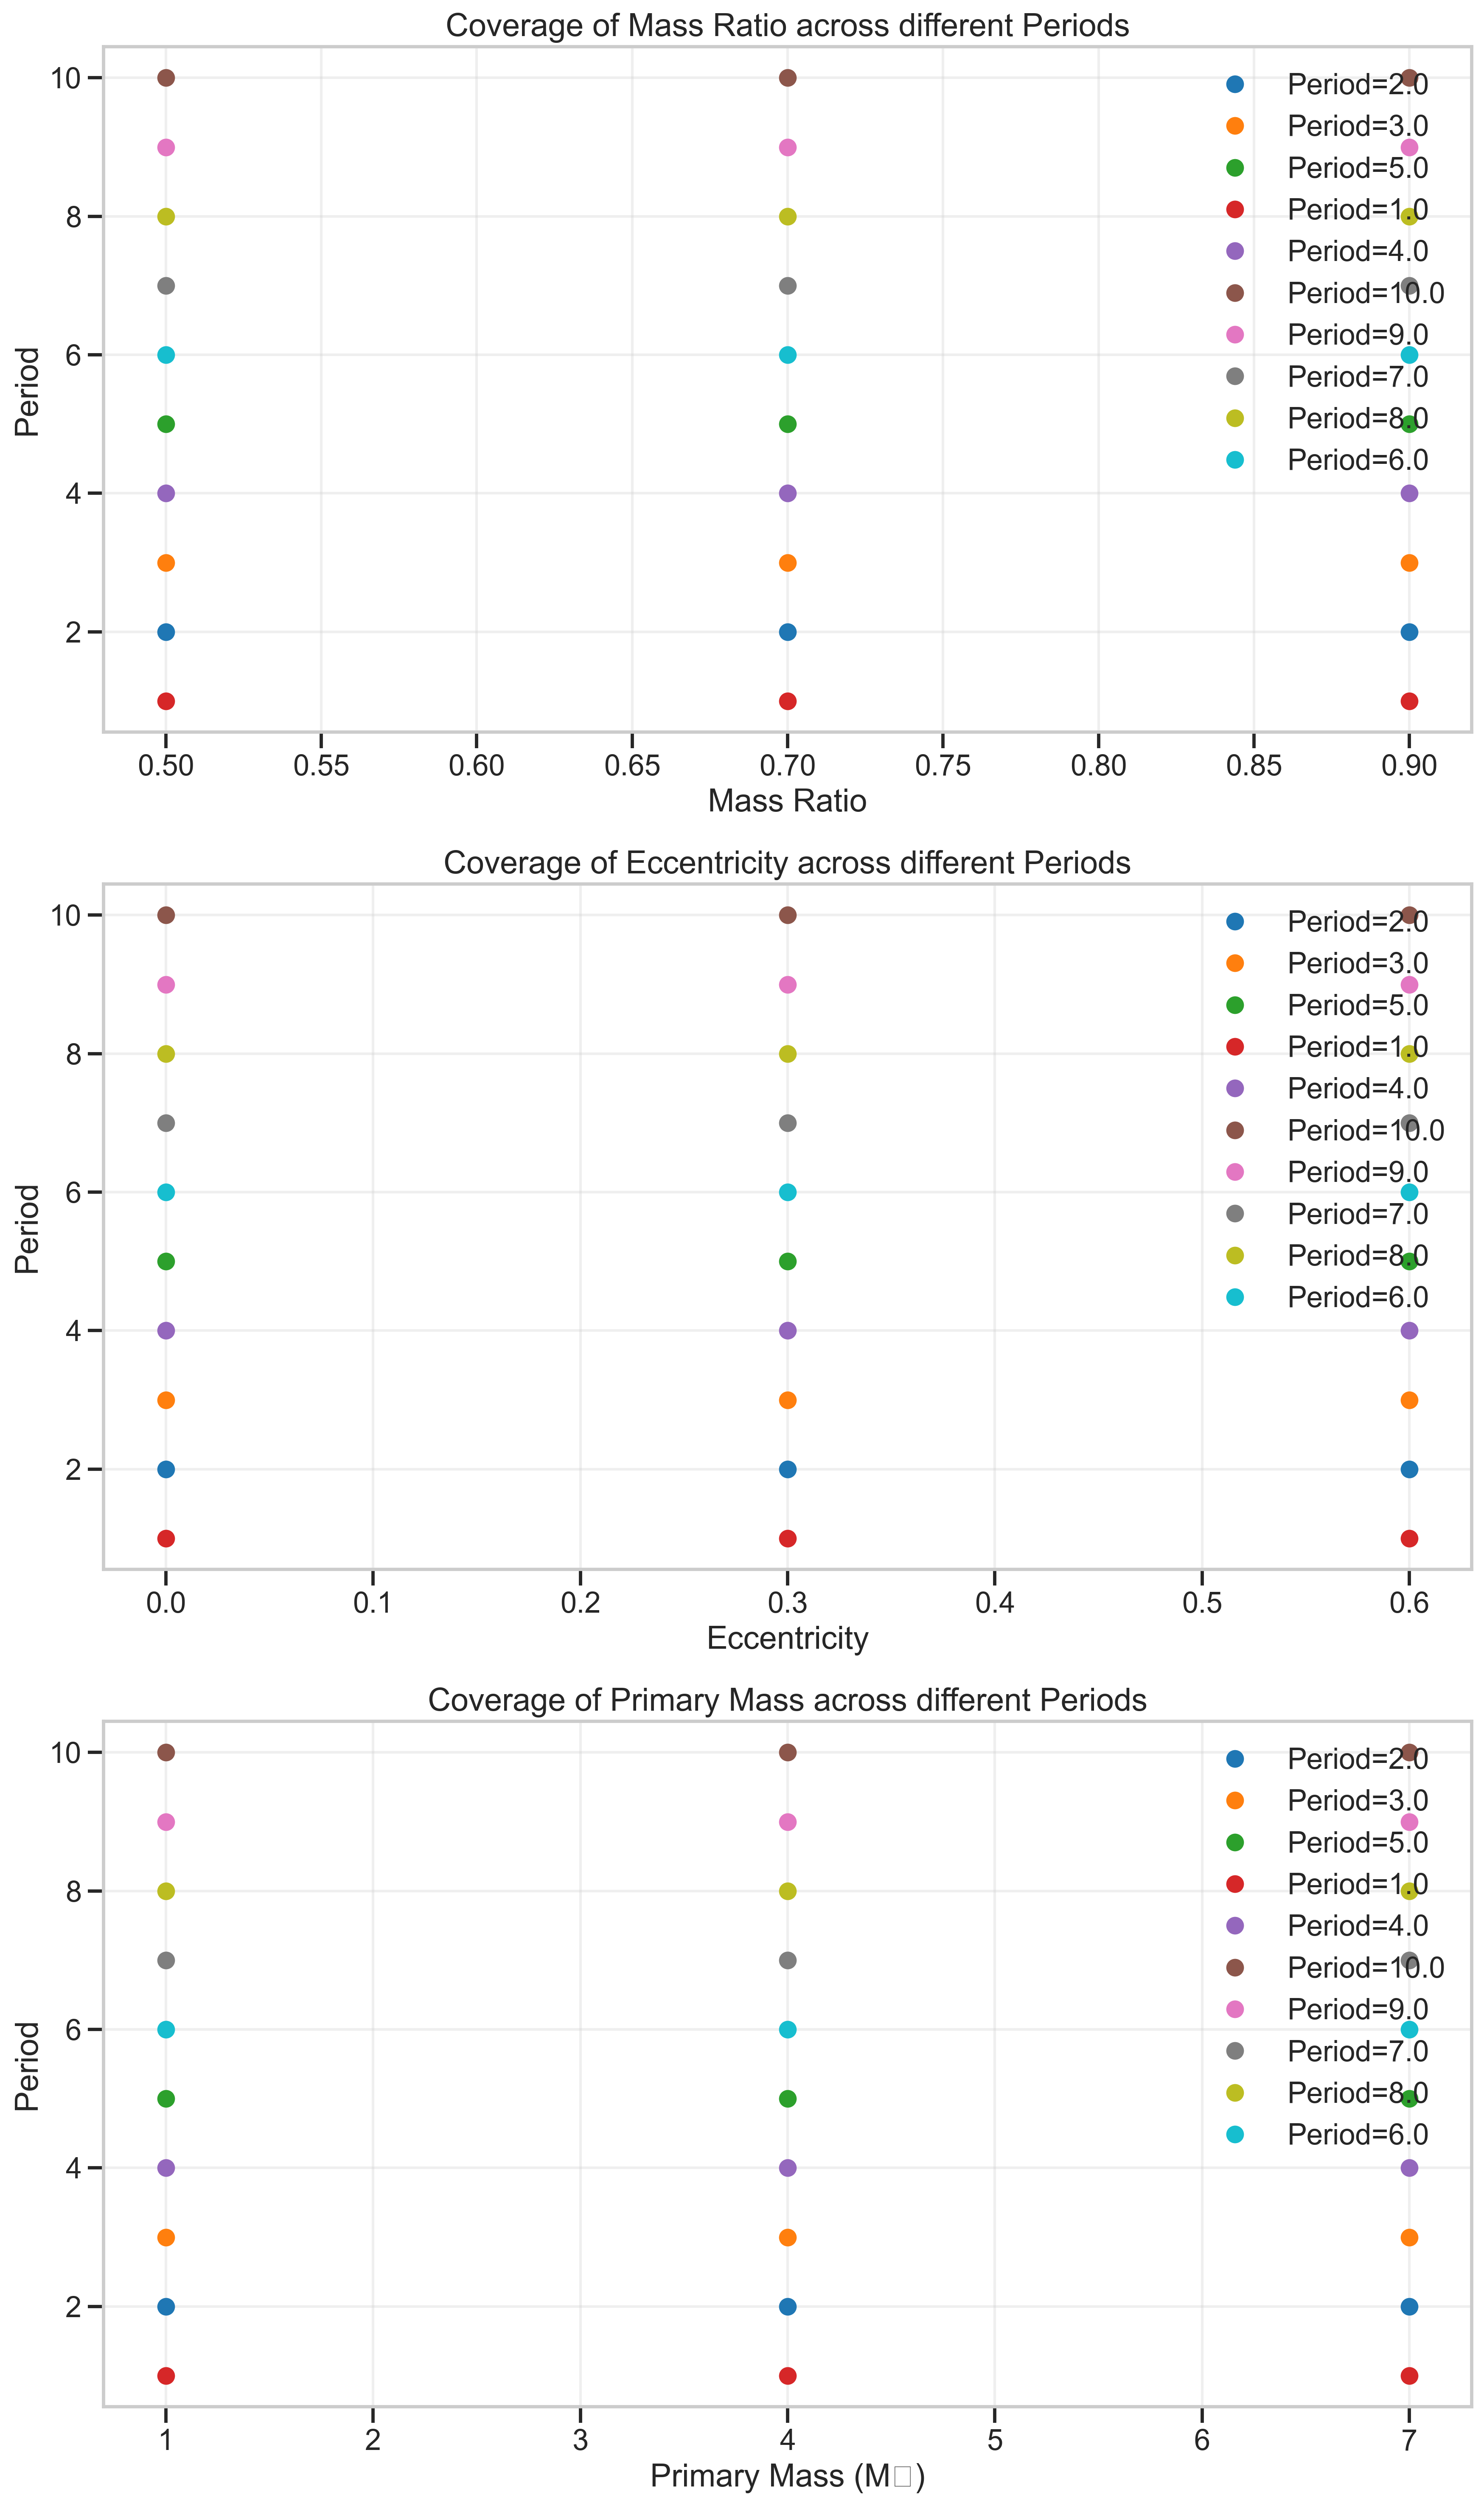 Coverage of Mass Ratio across different Periods
Period
10
8
6
4
2
Period=2.0
Period=3.0
Period=5.0
Period=1.0
Period=4.0
Period=10.0
Period=9.0
Period=7.0
Period=8.0
Period=6.0
0.50 0.55 0.60 0.65 0.70 0.75 0.80 0.85 0.90
Mass Ratio
Coverage of Eccentricity across different Periods
Period
10
8
6
4
2
Period=2.0
Period=3.0
Period=5.0
Period=1.0
Period=4.0
Period=10.0
Period=9.0
Period=7.0
Period=8.0
Period=6.0
0.0 0.1 0.2 0.3 0.4 0.5 0.6
Eccentricity
Coverage of Primary Mass across different Periods
Period
10
8
6
4
2
Period=2.0
Period=3.0
Period=5.0
Period=1.0
Period=4.0
Period=10.0
Period=9.0
Period=7.0
Period=8.0
Period=6.0
1 2 3 4 5 6 7
Primary Mass (M□)